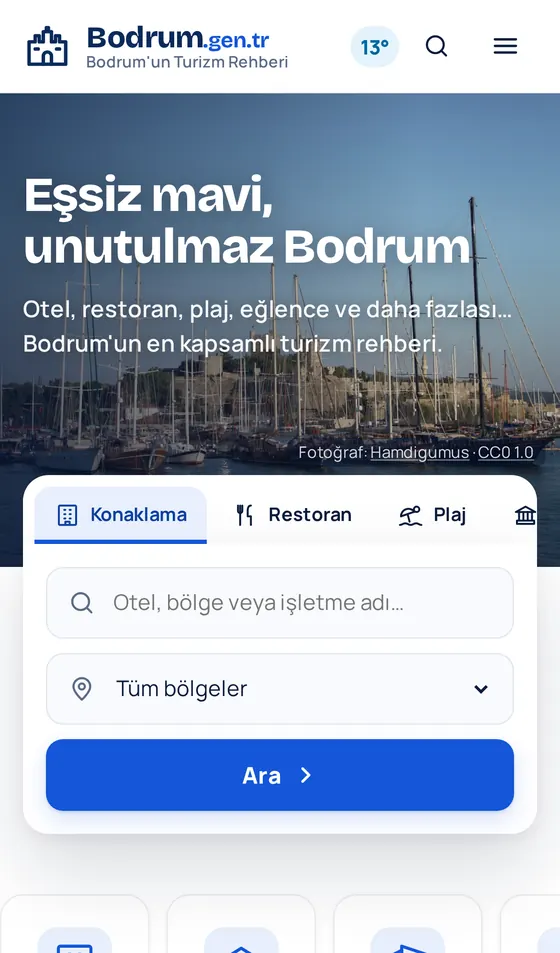 Bodrum.gen.tr
Bodrum'un Turizm Rehberi
13°
Eşsiz mavi,
unutulmaz Bodrum
Otel, restoran, plaj, eğlence ve daha fazlası...
Bodrum'un en kapsamlı turizm rehberi.
Fotoğraf: Hamdigumus · CC0 1.0
Konaklama
Restoran
Plaj
Otel, bölge veya işletme adı...
Tüm bölgeler
Ara